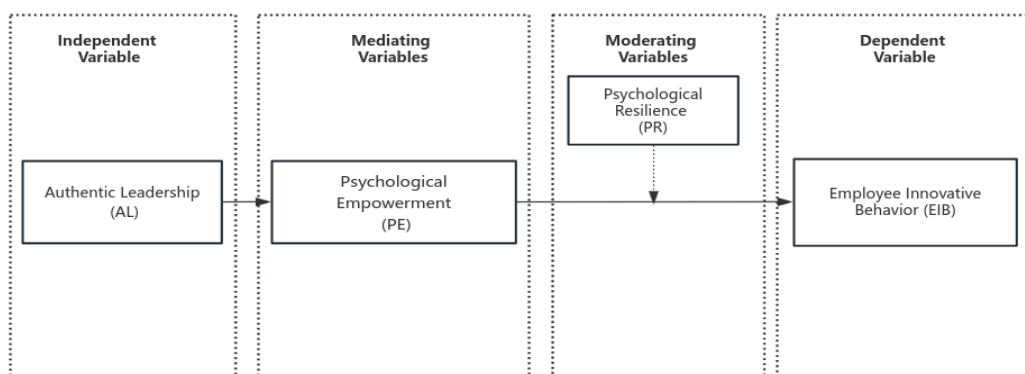 Independent
Variable
Mediating
Variables
Moderating
Variables
Dependent
Variable
Psychological
Resilience
(PR)
Authentic Leadership
(AL)
Psychological
Empowerment
(PE)
Employee Innovative
Behavior (EIB)